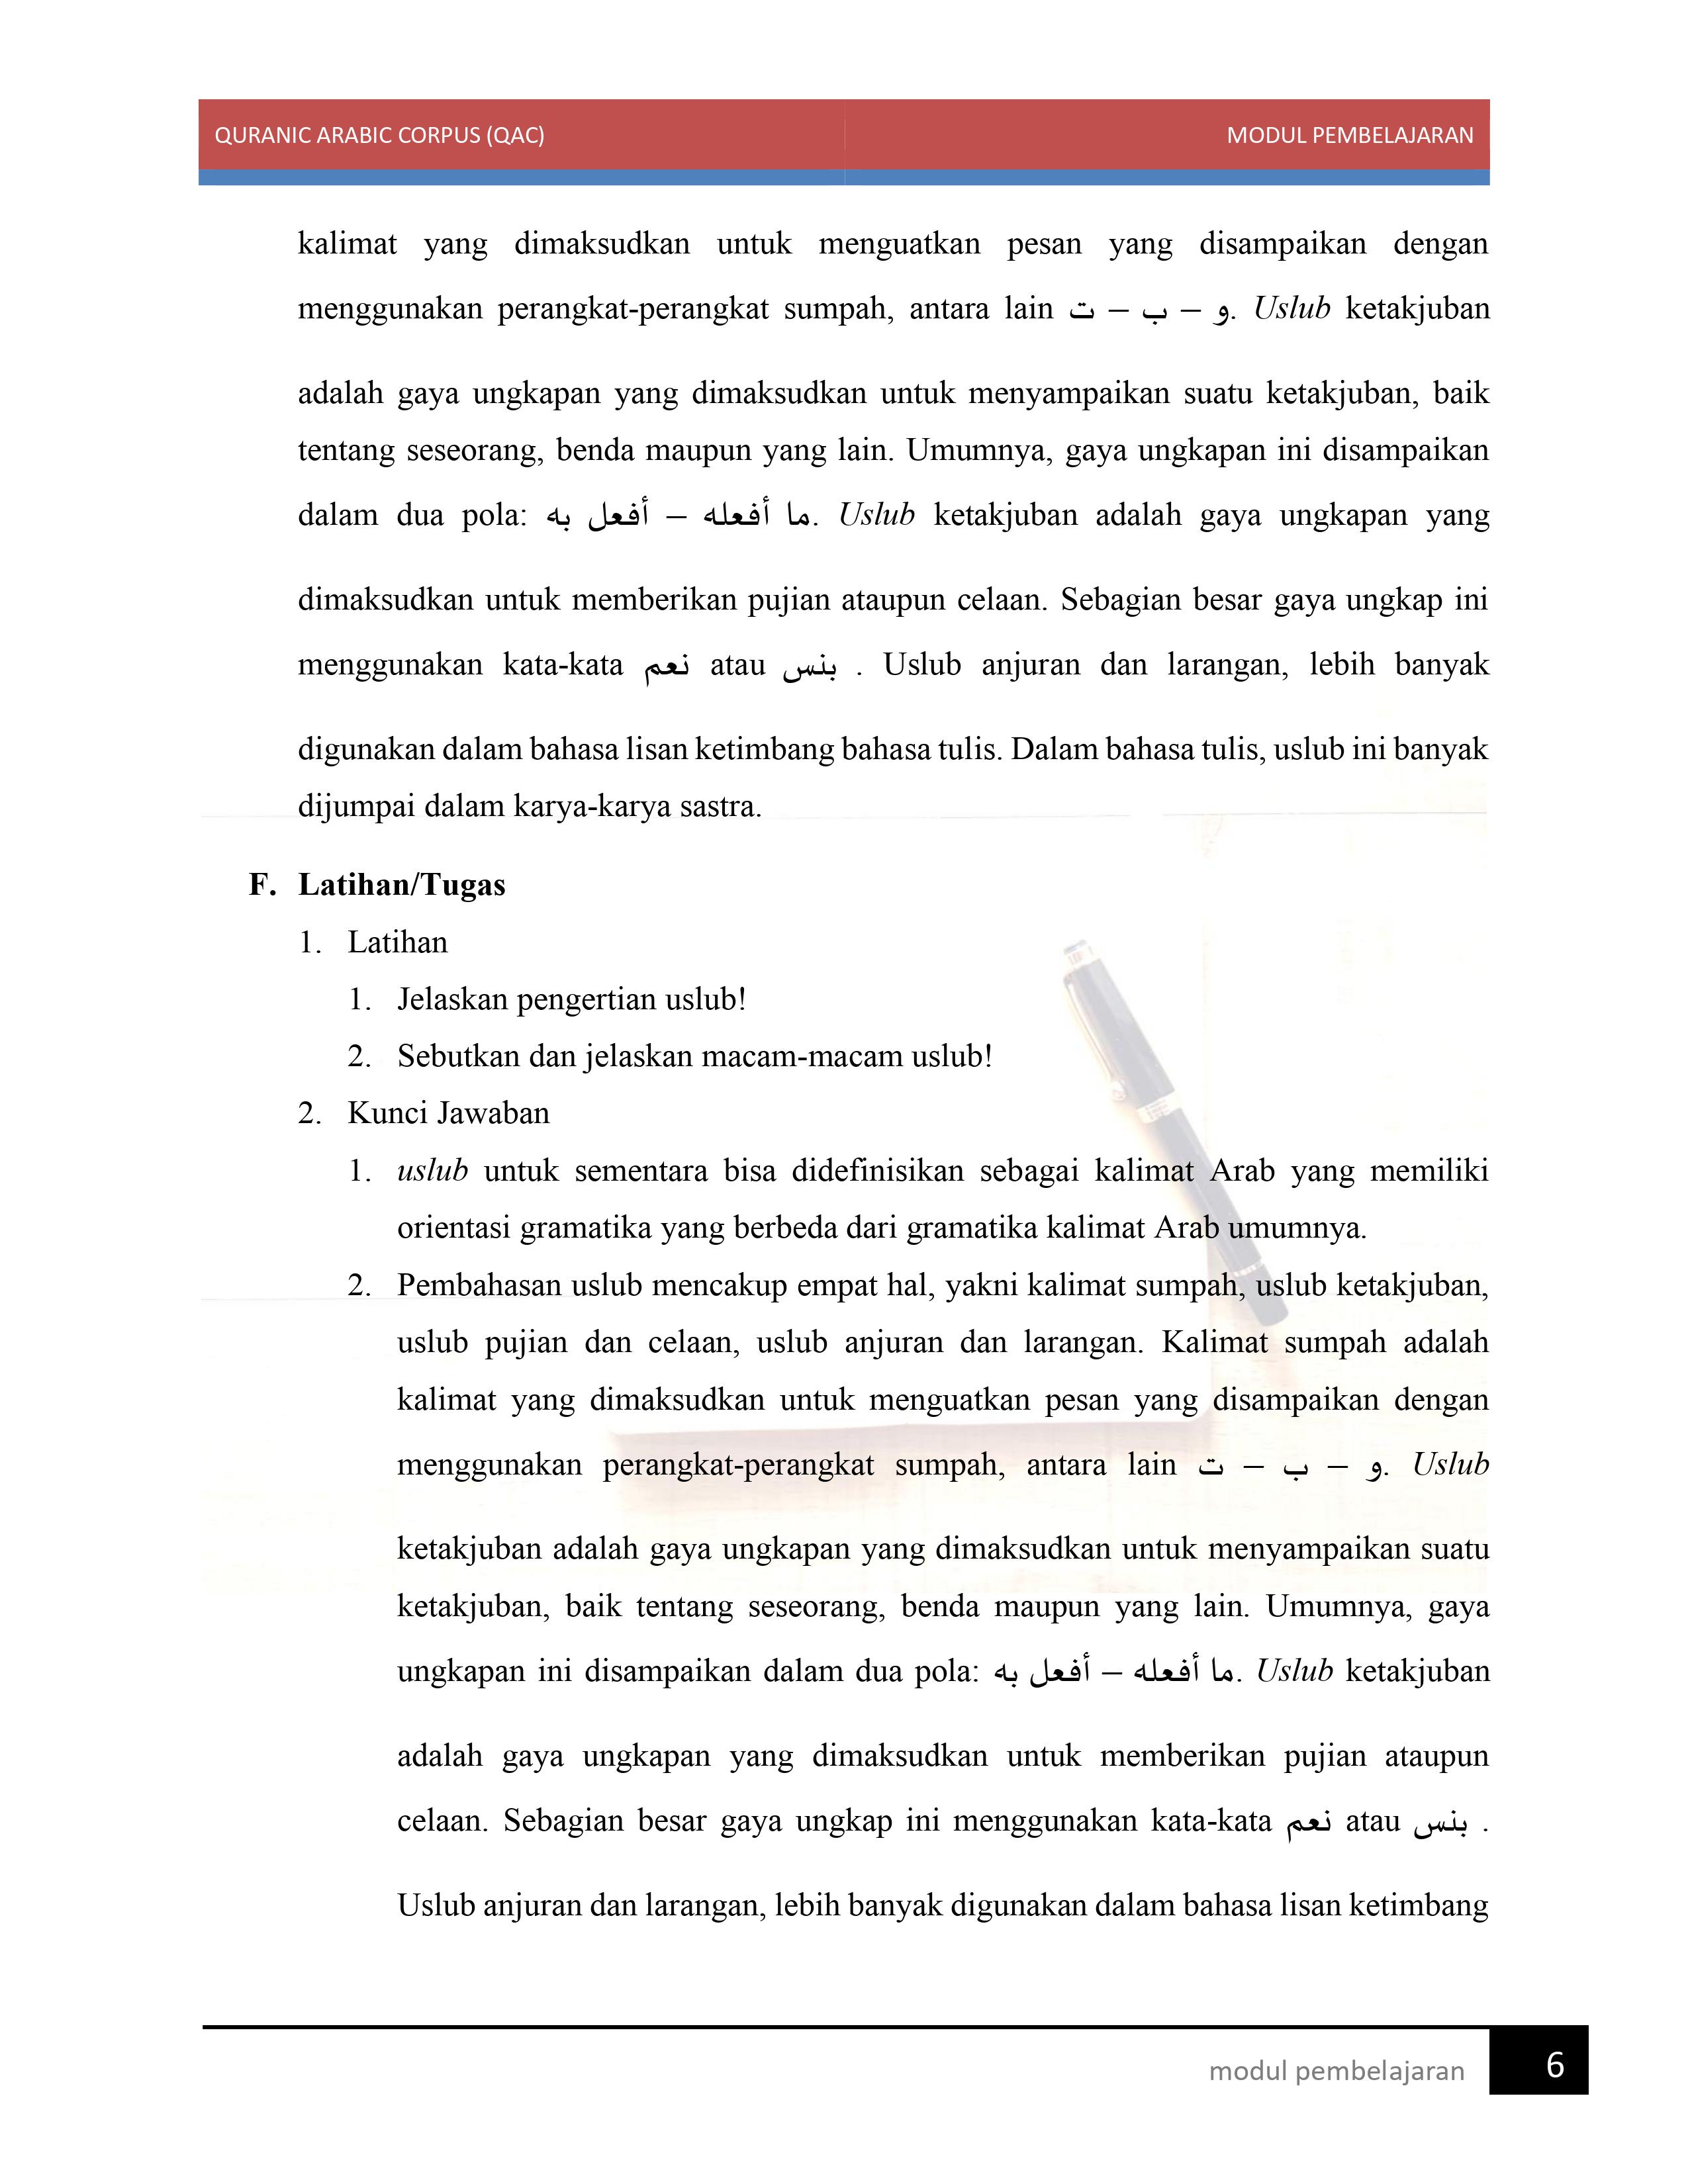 QURANIC ARABIC CORPUS (QAC) MODUL PEMBELAJARAN
kalimat yang dimaksudkan untuk menguatkan pesan yang disampaikan dengan
menggunakan perangkat-perangkat sumpah, antara lain و – ب – ت. Uslub ketakjuban
adalah gaya ungkapan yang dimaksudkan untuk menyampaikan suatu ketakjuban, baik
tentang seseorang, benda maupun yang lain. Umumnya, gaya ungkapan ini disampaikan
dalam dua pola: ما أفعله – أفعل به. Uslub ketakjuban adalah gaya ungkapan yang
dimaksudkan untuk memberikan pujian ataupun celaan. Sebagian besar gaya ungkap ini
menggunakan kata-kata نعم atau بنس . Uslub anjuran dan larangan, lebih banyak
digunakan dalam bahasa lisan ketimbang bahasa tulis. Dalam bahasa tulis, uslub ini banyak
dijumpai dalam karya-karya sastra.
F. Latihan/Tugas
1. Latihan
1. Jelaskan pengertian uslub!
2. Sebutkan dan jelaskan macam-macam uslub!
2. Kunci Jawaban
1. uslub untuk sementara bisa didefinisikan sebagai kalimat Arab yang memiliki
orientasi gramatika yang berbeda dari gramatika kalimat Arab umumnya.
2. Pembahasan uslub mencakup empat hal, yakni kalimat sumpah, uslub ketakjuban,
uslub pujian dan celaan, uslub anjuran dan larangan. Kalimat sumpah adalah
kalimat yang dimaksudkan untuk menguatkan pesan yang disampaikan dengan
menggunakan perangkat-perangkat sumpah, antara lain و – ب – ت. Uslub
ketakjuban adalah gaya ungkapan yang dimaksudkan untuk menyampaikan suatu
ketakjuban, baik tentang seseorang, benda maupun yang lain. Umumnya, gaya
ungkapan ini disampaikan dalam dua pola: ما أفعله – أفعل به. Uslub ketakjuban
adalah gaya ungkapan yang dimaksudkan untuk memberikan pujian ataupun
celaan. Sebagian besar gaya ungkap ini menggunakan kata-kata نعم atau بنس .
Uslub anjuran dan larangan, lebih banyak digunakan dalam bahasa lisan ketimbang
modul pembelajaran 6